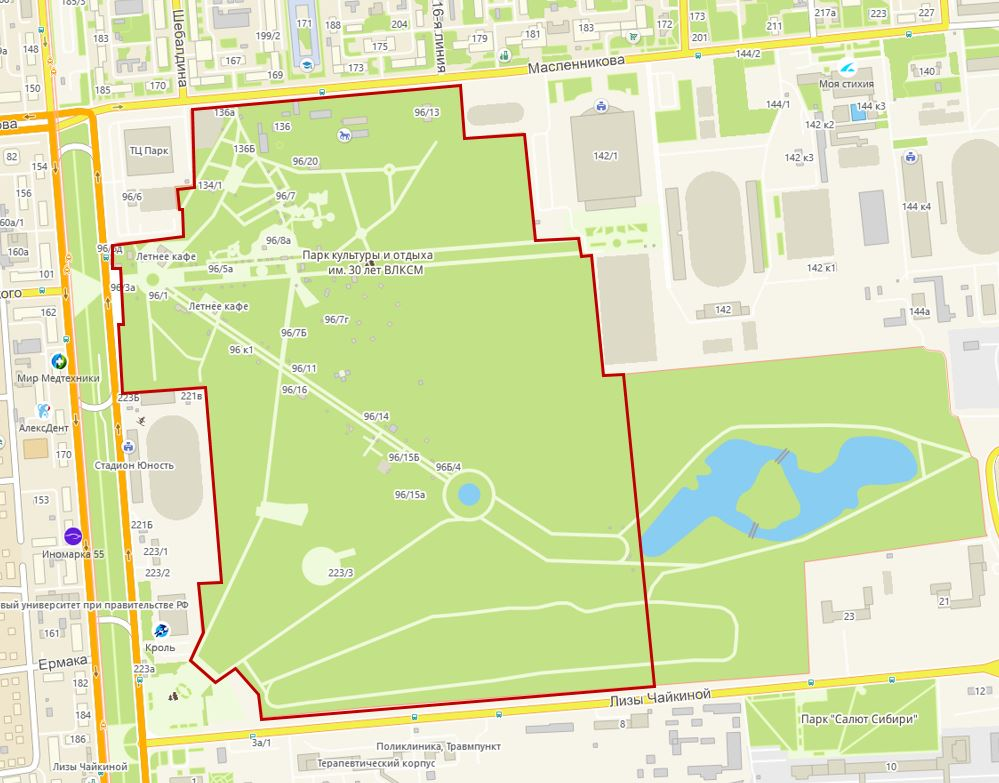 185/3
183
Шебалдина
171
188
204
16-я линия
183
188
172
173
211
217а
223
227
148
199/2
175
179
181
201
144/2
167
169
173
Масленникова
150
185
170
Моя стихия
140
136а
136
96/13
144/1
144 к3
ова
136Б
142 к2
82
154
ТЦ Парк
96/20
142/1
142 к3
156
134/1
96/6
96/7
144 к4
60а/1
160а
96/8а
Летнее кафе
Парк культуры и отдыха
им. 30 лет ВЛКСМ
101
96/5а
142 к1
кого
96/3а
96/1
Летнее кафе
162
96/7г
142
144а
96/7Б
96 к1
Мир Медтехники
96/11
96/16
223Б
221в
АлексДент
96/14
170
Стадион Юность
96/15Б
96Б/4
153
96/15а
221Б
Иномарка 55
223/1
223/2
223/3
вый университет при правительстве РФ
21
23
161
Кроль
Ермака
223а
182
Лизы Чайкиной
12
184
8
Парк "Салют Сибири"
186
3а/1
Поликлиника, Травмпункт
Лизы Чайкиной
Терапевтический корпус
10